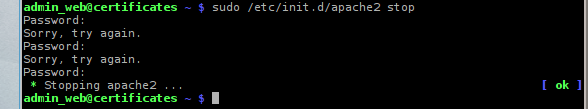 admin_web@certificates ~ $ sudo /etc/init.d/apache2 stop
Password:
Sorry, try again.
Password:
Sorry, try again.
Password:
 * Stopping apache2 ... [ ok ]
admin_web@certificates ~ $